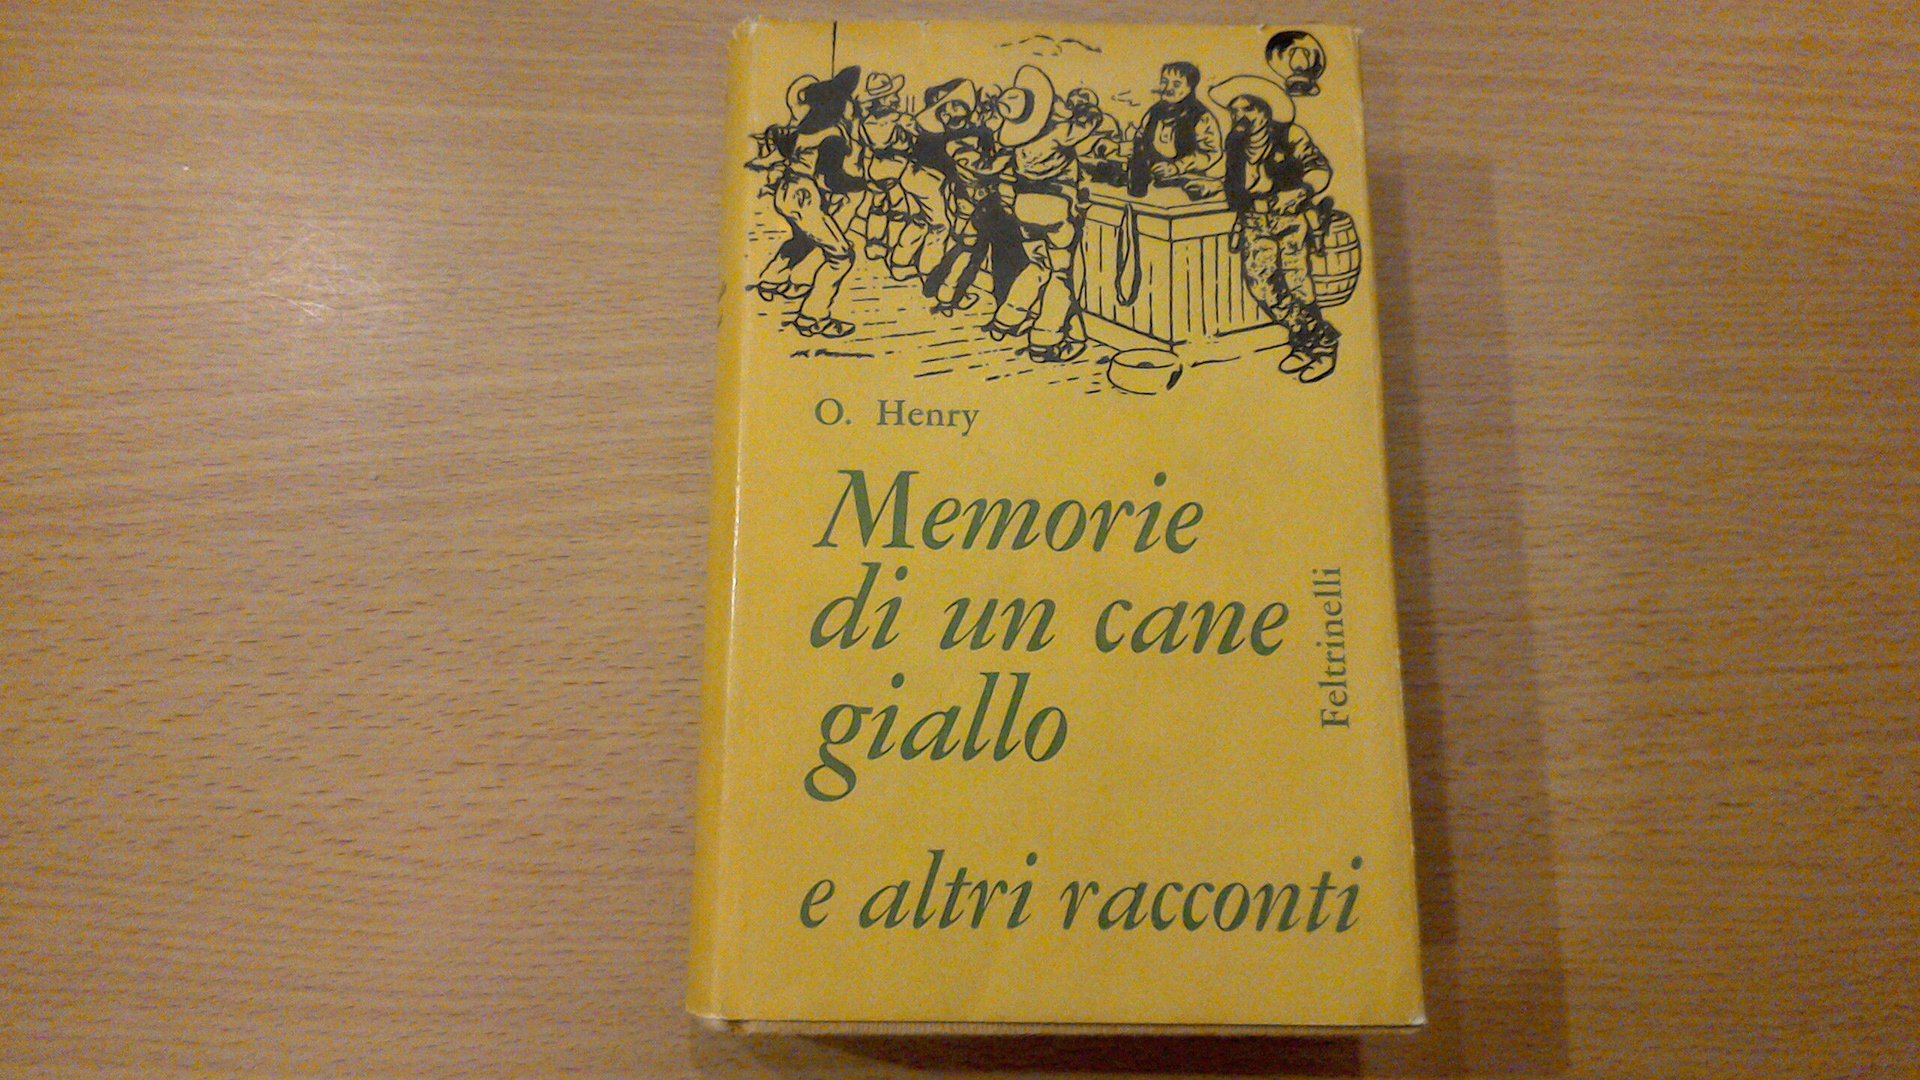 O. Henry
Memorie
di un cane
giallo
e altri racconti
Feltrinelli